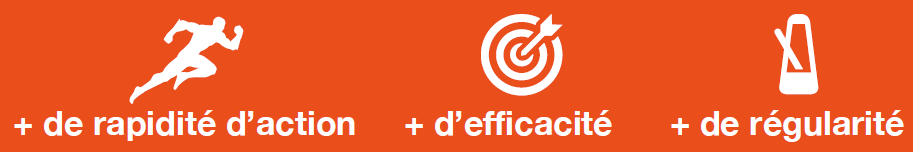 + de rapidité d’action + d’efficacité + de régularité